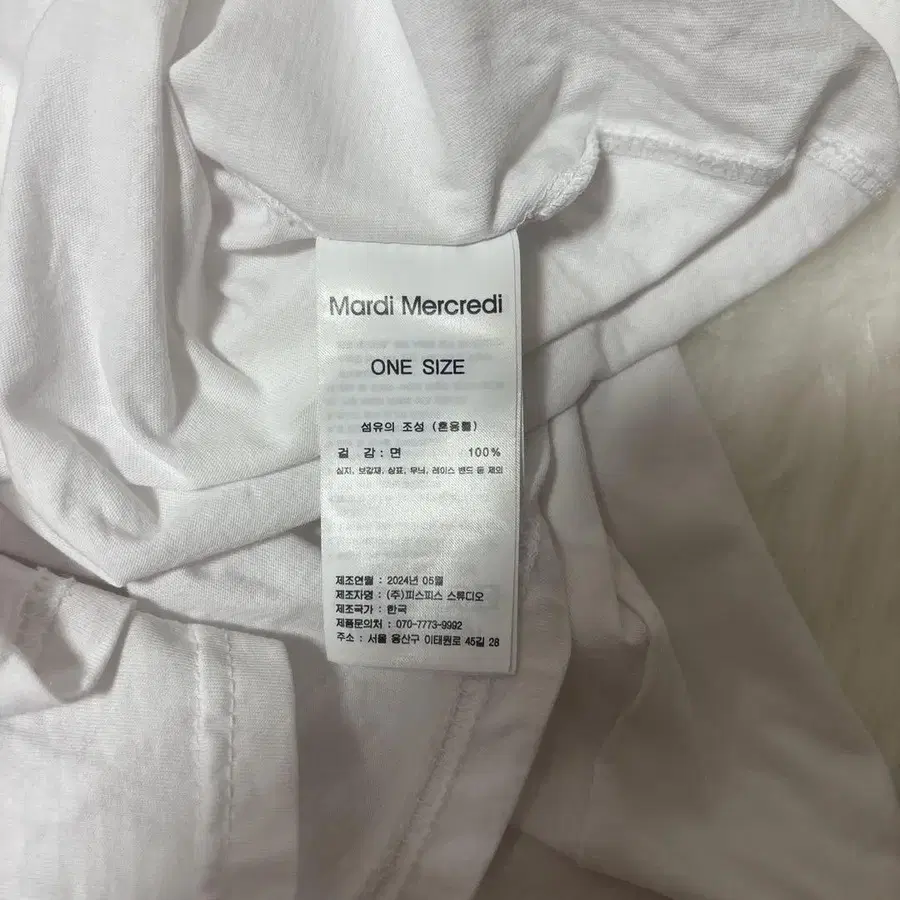 Mardi Mercredi
ONE SIZE
섬유의 조성 (혼용률)
겉 감 : 면 100%
심지, 보강재, 상표, 무늬, 레이스 밴드 등 제외
제조연월 : 2024년 05월
제조자명 : (주)피스피스 스튜디오
제조국가 : 한국
제품문의처 : 070-7773-9992
주소 : 서울 용산구 이태원로 45길 28